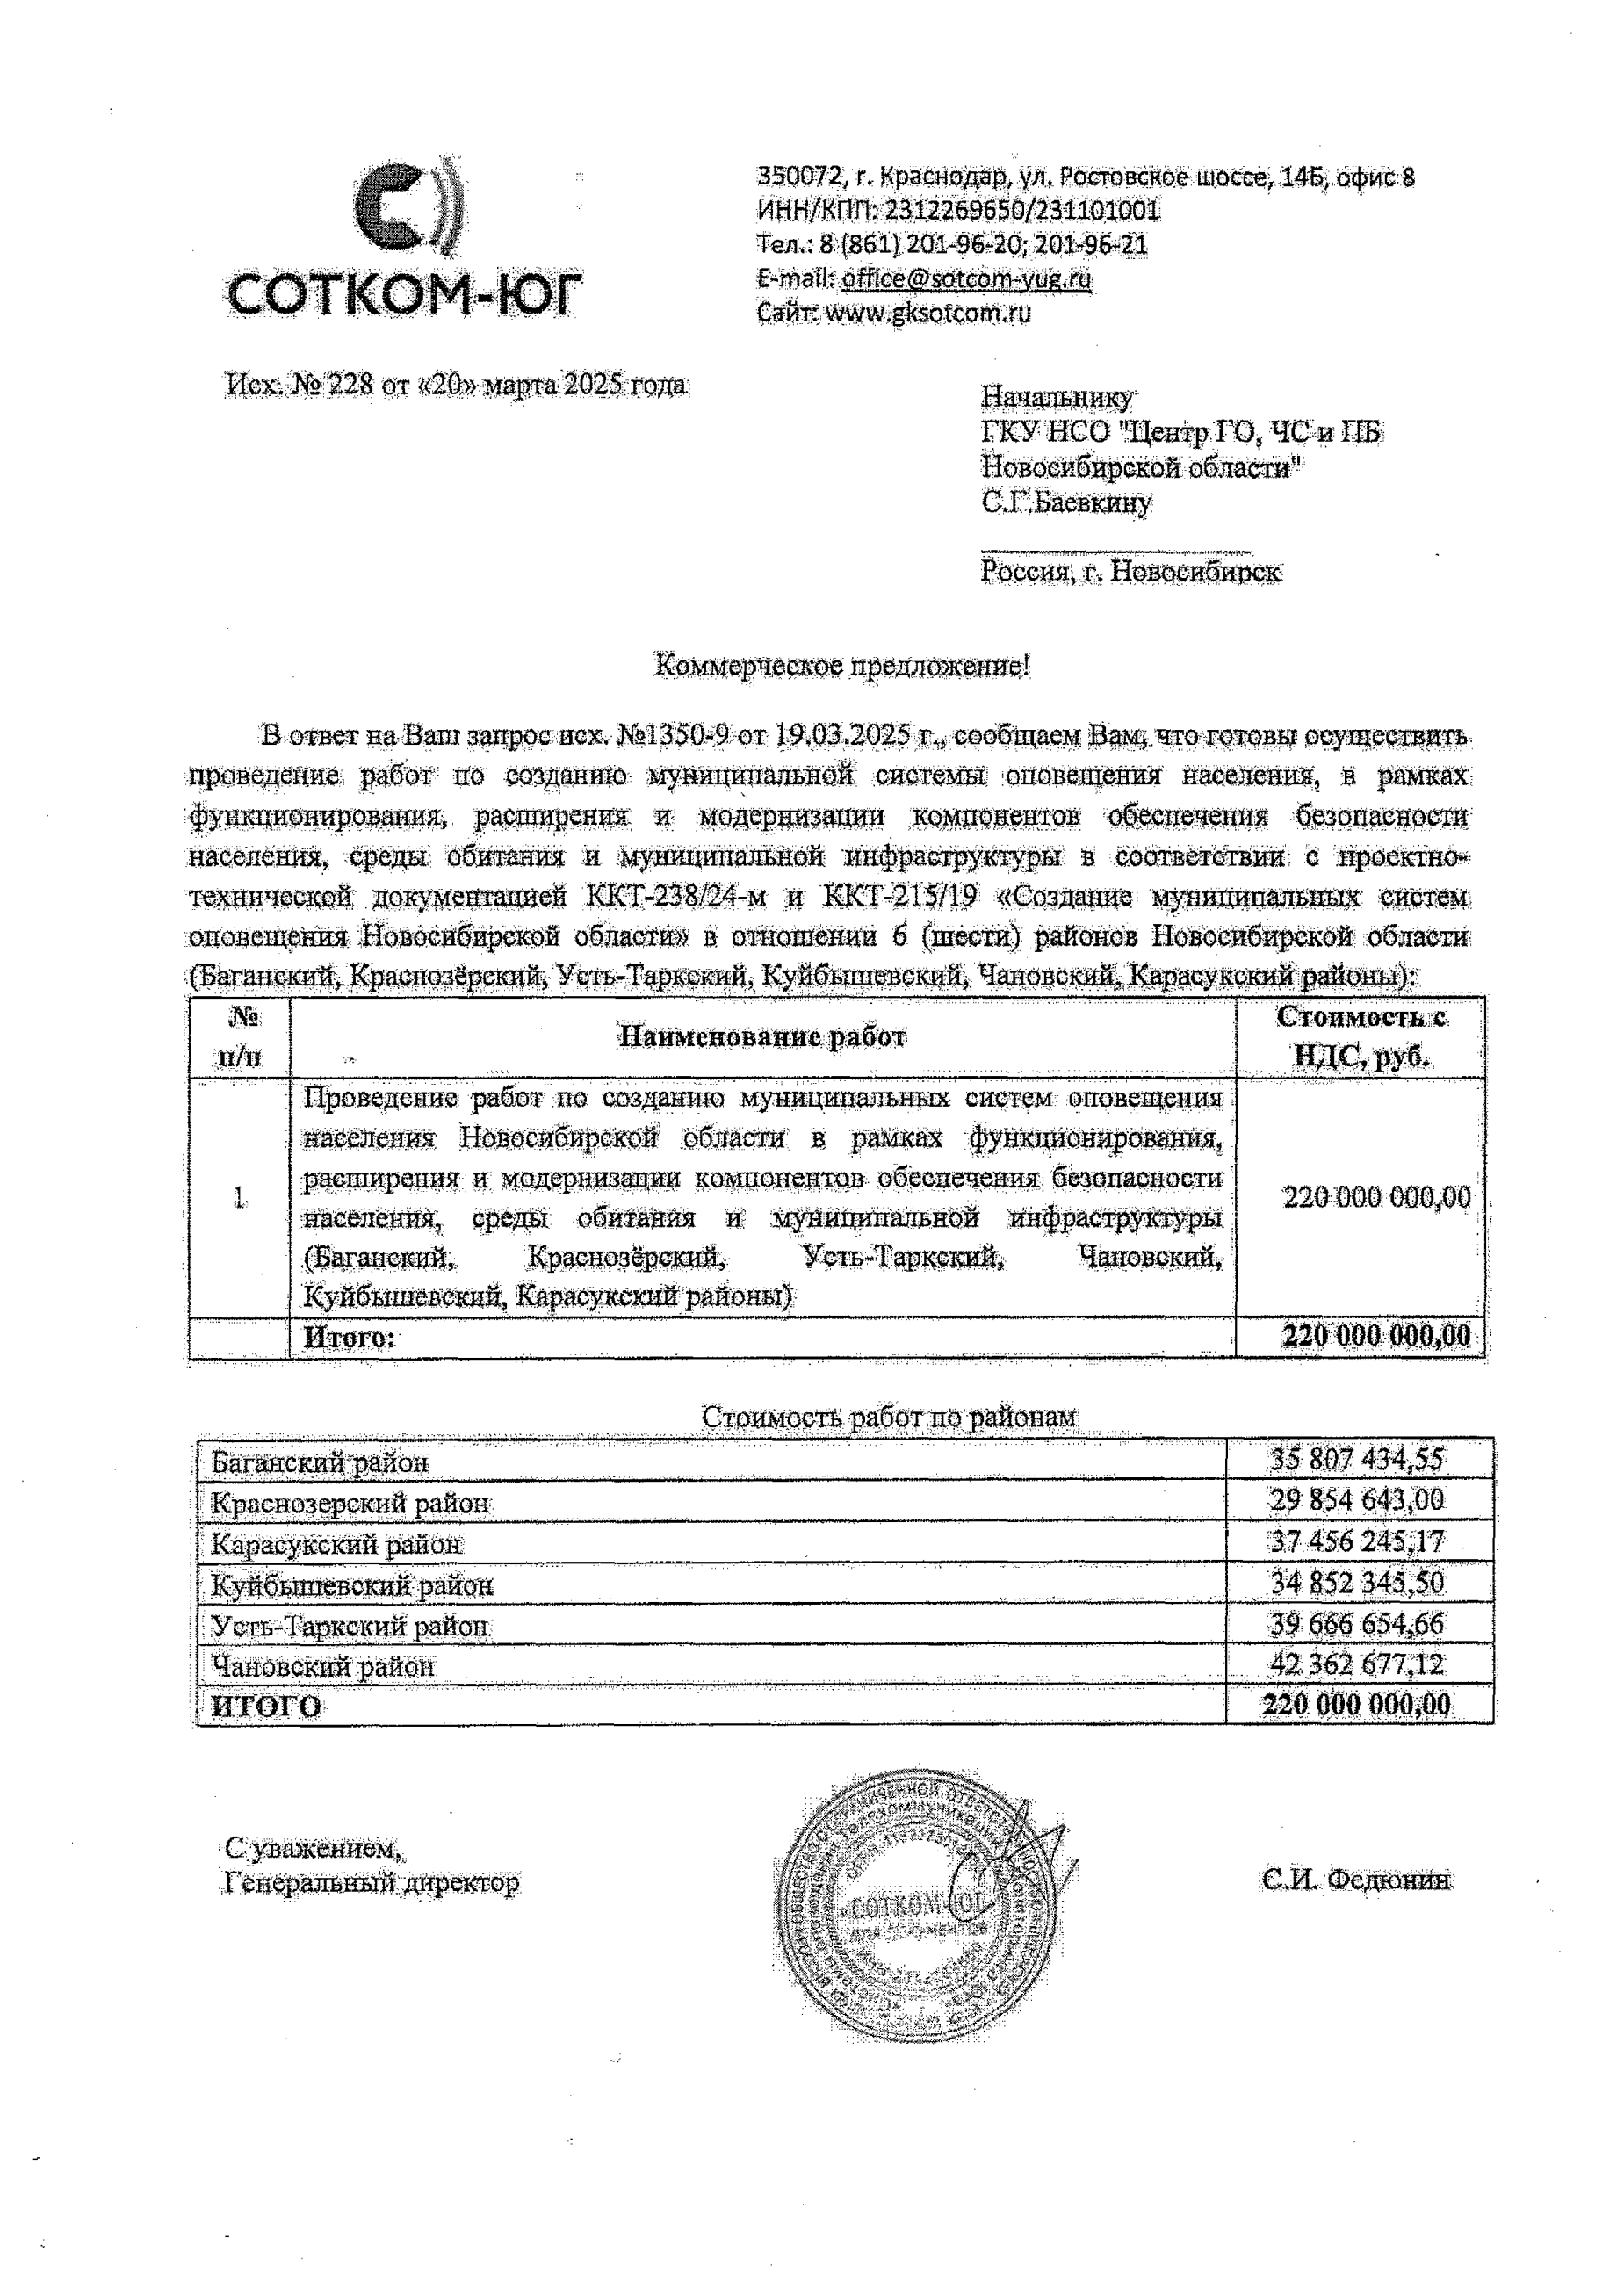 СОТКОМ-ЮГ
350072, г. Краснодар, ул. Ростовское шоссе, 14Б, офис 8
ИНН/КПП: 2312269650/231101001
Тел.: 8 (861) 201-96-20; 201-96-21
E-mail: office@sotcom-yug.ru
Сайт: www.gksotcom.ru
Исх. № 228 от «20» марта 2025 года
Начальнику
ГКУ НСО "Центр ГО, ЧС и ПБ
Новосибирской области"
С.Г.Баевкину
Россия, г. Новосибирск
Коммерческое предложение!
В ответ на Ваш запрос исх. №1350-9 от 19.03.2025 г., сообщаем Вам, что готовы осуществить
проведение работ по созданию муниципальной системы оповещения населения, в рамках
функционирования, расширения и модернизации компонентов обеспечения безопасности
населения, среды обитания и муниципальной инфраструктуры в соответствии с проектно-
технической документацией ККТ-238/24-м и ККТ-215/19 «Создание муниципальных систем
оповещения Новосибирской области» в отношении 6 (шести) районов Новосибирской области
(Баганский, Краснозёрский, Усть-Таркский, Куйбышевский, Чановский, Карасукский районы):
№ п/п Наименование работ Стоимость с НДС, руб.
1 Проведение работ по созданию муниципальных систем оповещения
населения Новосибирской области в рамках функционирования,
расширения и модернизации компонентов обеспечения безопасности
населения, среды обитания и муниципальной инфраструктуры
(Баганский, Краснозёрский, Усть-Таркский, Чановский,
Куйбышевский, Карасукский районы)
220 000 000,00
Итого: 220 000 000,00
Стоимость работ по районам
Баганский район 35 807 434,55
Краснозерский район 29 854 643,00
Карасукский район 37 456 245,17
Куйбышевский район 34 852 345,50
Усть-Таркский район 39 666 654,66
Чановский район 42 362 677,12
ИТОГО 220 000 000,00
С уважением,
Генеральный директор
«СОТКОМ-ЮГ»
для документов
С.И. Федюнин